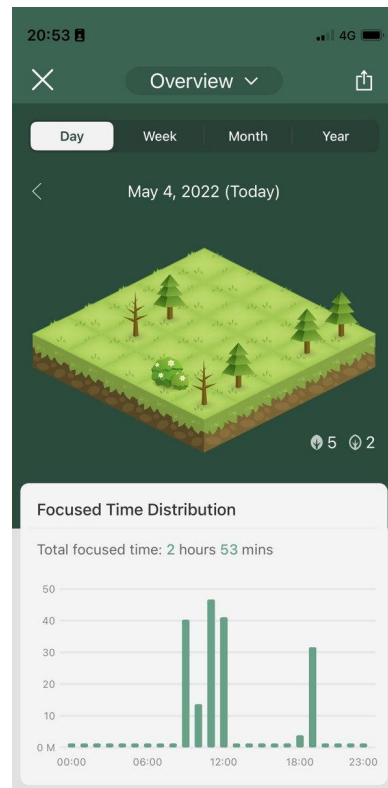 20:53 4G
Overview
Day Week Month Year
May 4, 2022 (Today)
5 2
Focused Time Distribution
Total focused time: 2 hours 53 mins
50
40
30
20
10
0 M
00:00 06:00 12:00 18:00 23:00